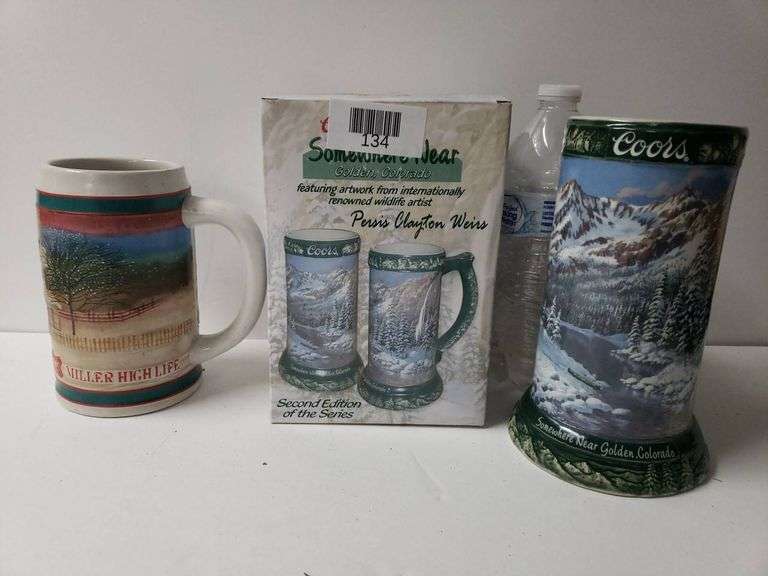 MILLER HIGH LIFE
134
Somewhere Near
Golden, Colorado
featuring artwork from internationally
renowned wildlife artist
Persis Clayton Weirs
Coors
Second Edition
of the Series
Coors
Somewhere Near Golden, Colorado